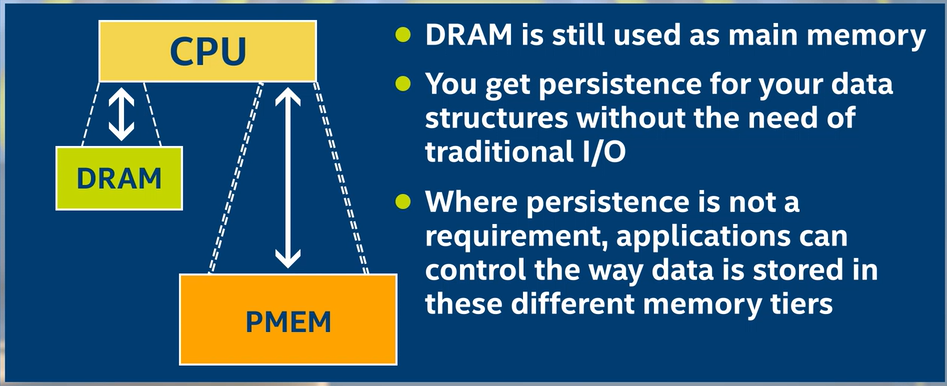 CPU
DRAM
PMEM
DRAM is still used as main memory
You get persistence for your data
structures without the need of
traditional I/O
Where persistence is not a
requirement, applications can
control the way data is stored in
these different memory tiers